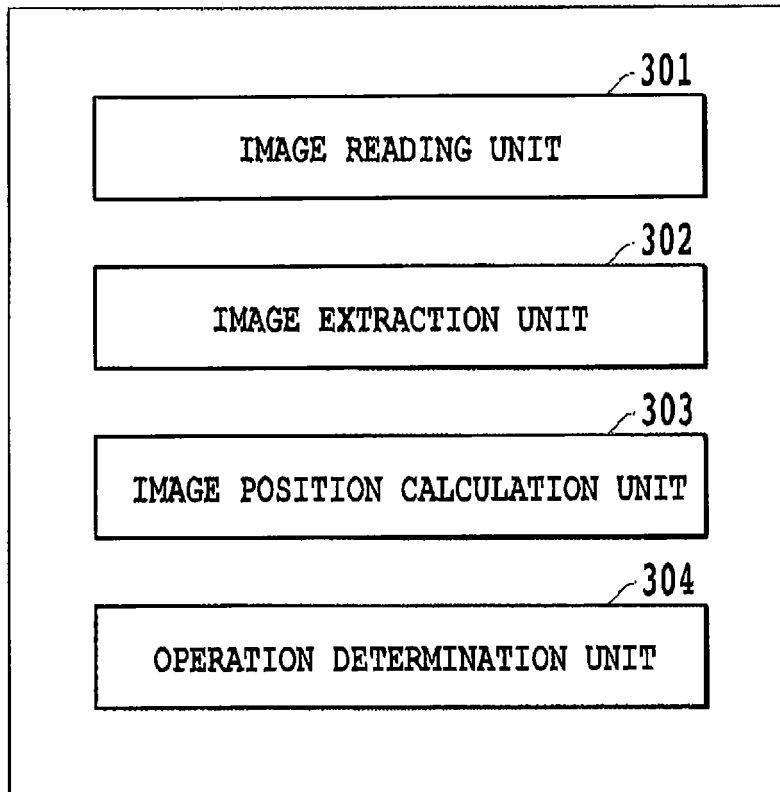 301
IMAGE READING UNIT
302
IMAGE EXTRACTION UNIT
303
IMAGE POSITION CALCULATION UNIT
304
OPERATION DETERMINATION UNIT